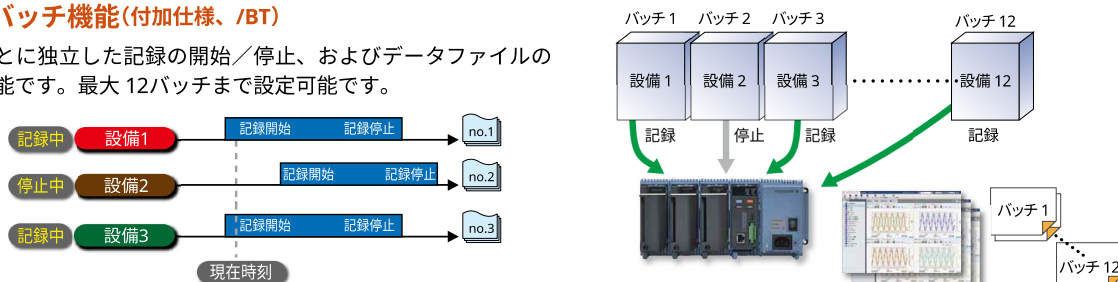 バッチ機能(付加仕様、/BT)
とに独立した記録の開始／停止、およびデータファイルの
能です。最大 12バッチまで設定可能です。
記録中 設備1 記録開始 記録停止 no.1
停止中 設備2 記録開始 記録停止 no.2
記録中 設備3 記録開始 記録停止 no.3
現在時刻
バッチ 1 バッチ 2 バッチ 3 バッチ 12
設備 1 設備 2 設備 3 設備 12
記録 停止 記録 記録
バッチ 1
バッチ 12